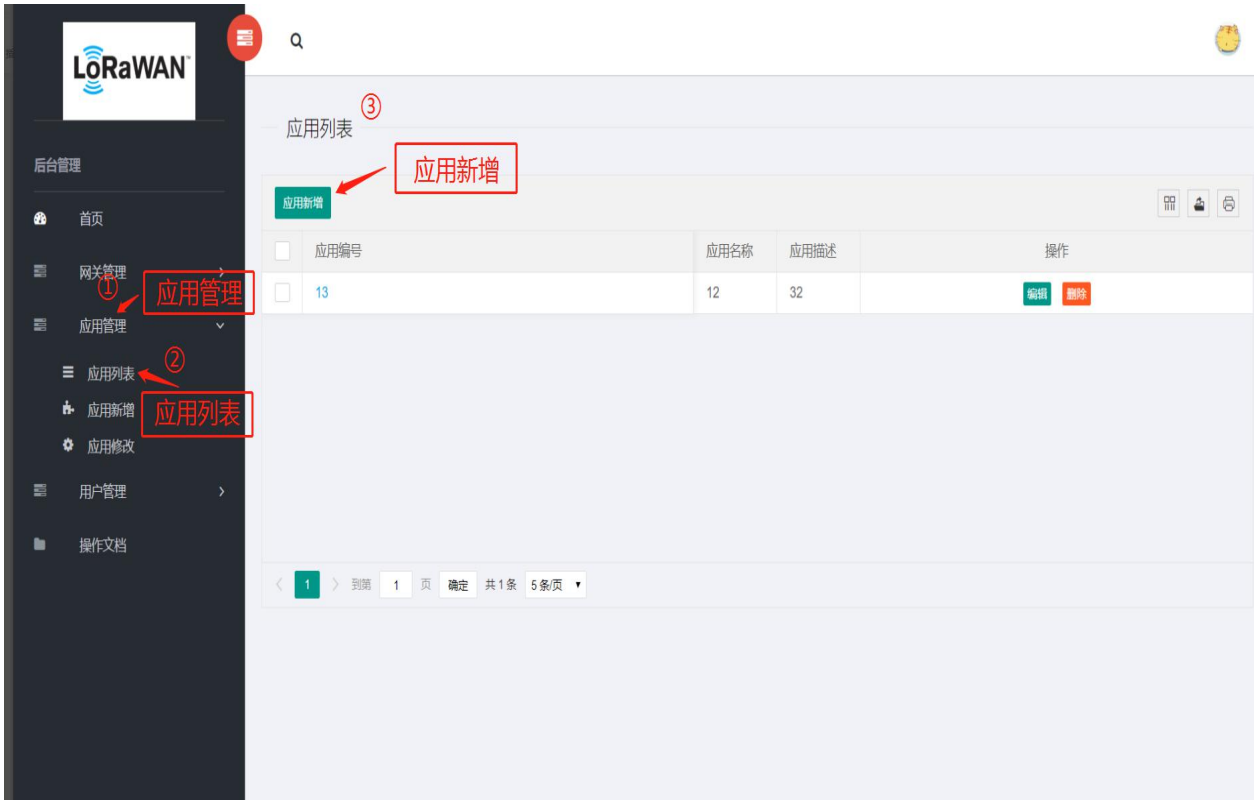 LoRaWAN™
后台管理
首页
网关管理
①
应用管理
应用管理
②
应用列表
应用新增
应用列表
应用修改
用户管理
操作文档
③
应用列表
应用新增
应用新增
应用编号 应用名称 应用描述 操作
13 12 32 编辑 删除
1 到第 1 页 确定 共1条 5条/页